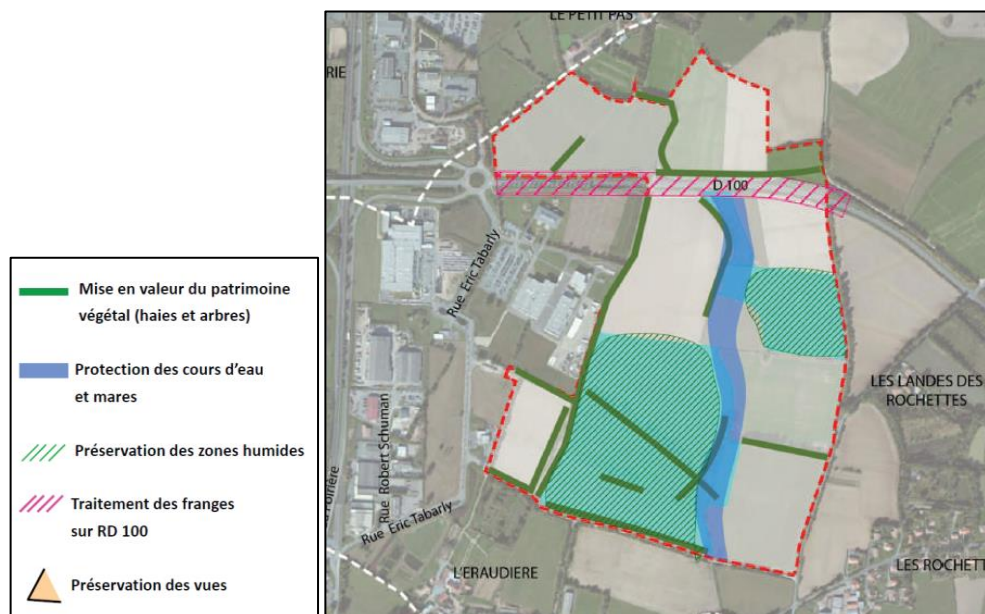 Mise en valeur du patrimoine
végétal (haies et arbres)
Protection des cours d'eau
et mares
Préservation des zones humides
Traitement des franges
sur RD 100
Préservation des vues
LE PETIT PAS
RIE
D 100
Rue Eric Tabarly
LES LANDES DES
ROCHETTES
Rue Robert Schuman
Rue Eric Tabarly
L'ERAUDIERE
LES ROCHETT